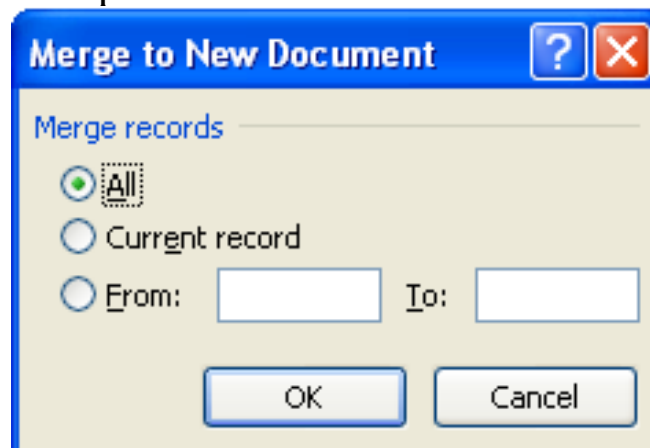 Merge to New Document
Merge records
All
Current record
From: To:
OK Cancel